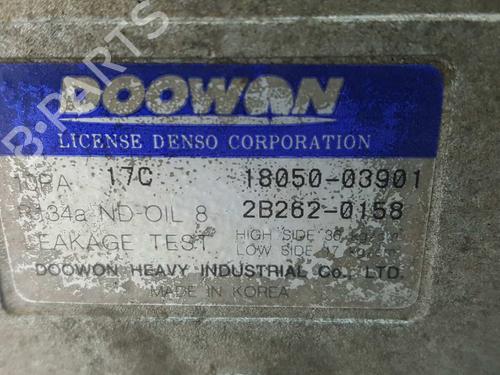 DOOWON
LICENSE DENSO CORPORATION
17C 18050-03901
R134a ND-OIL 8 2B262-0158
LEAKAGE TEST HIGH SIDE
LOW SIDE
DOOWON HEAVY INDUSTRIAL Co., LTD.
MADE IN KOREA
B-PARTS